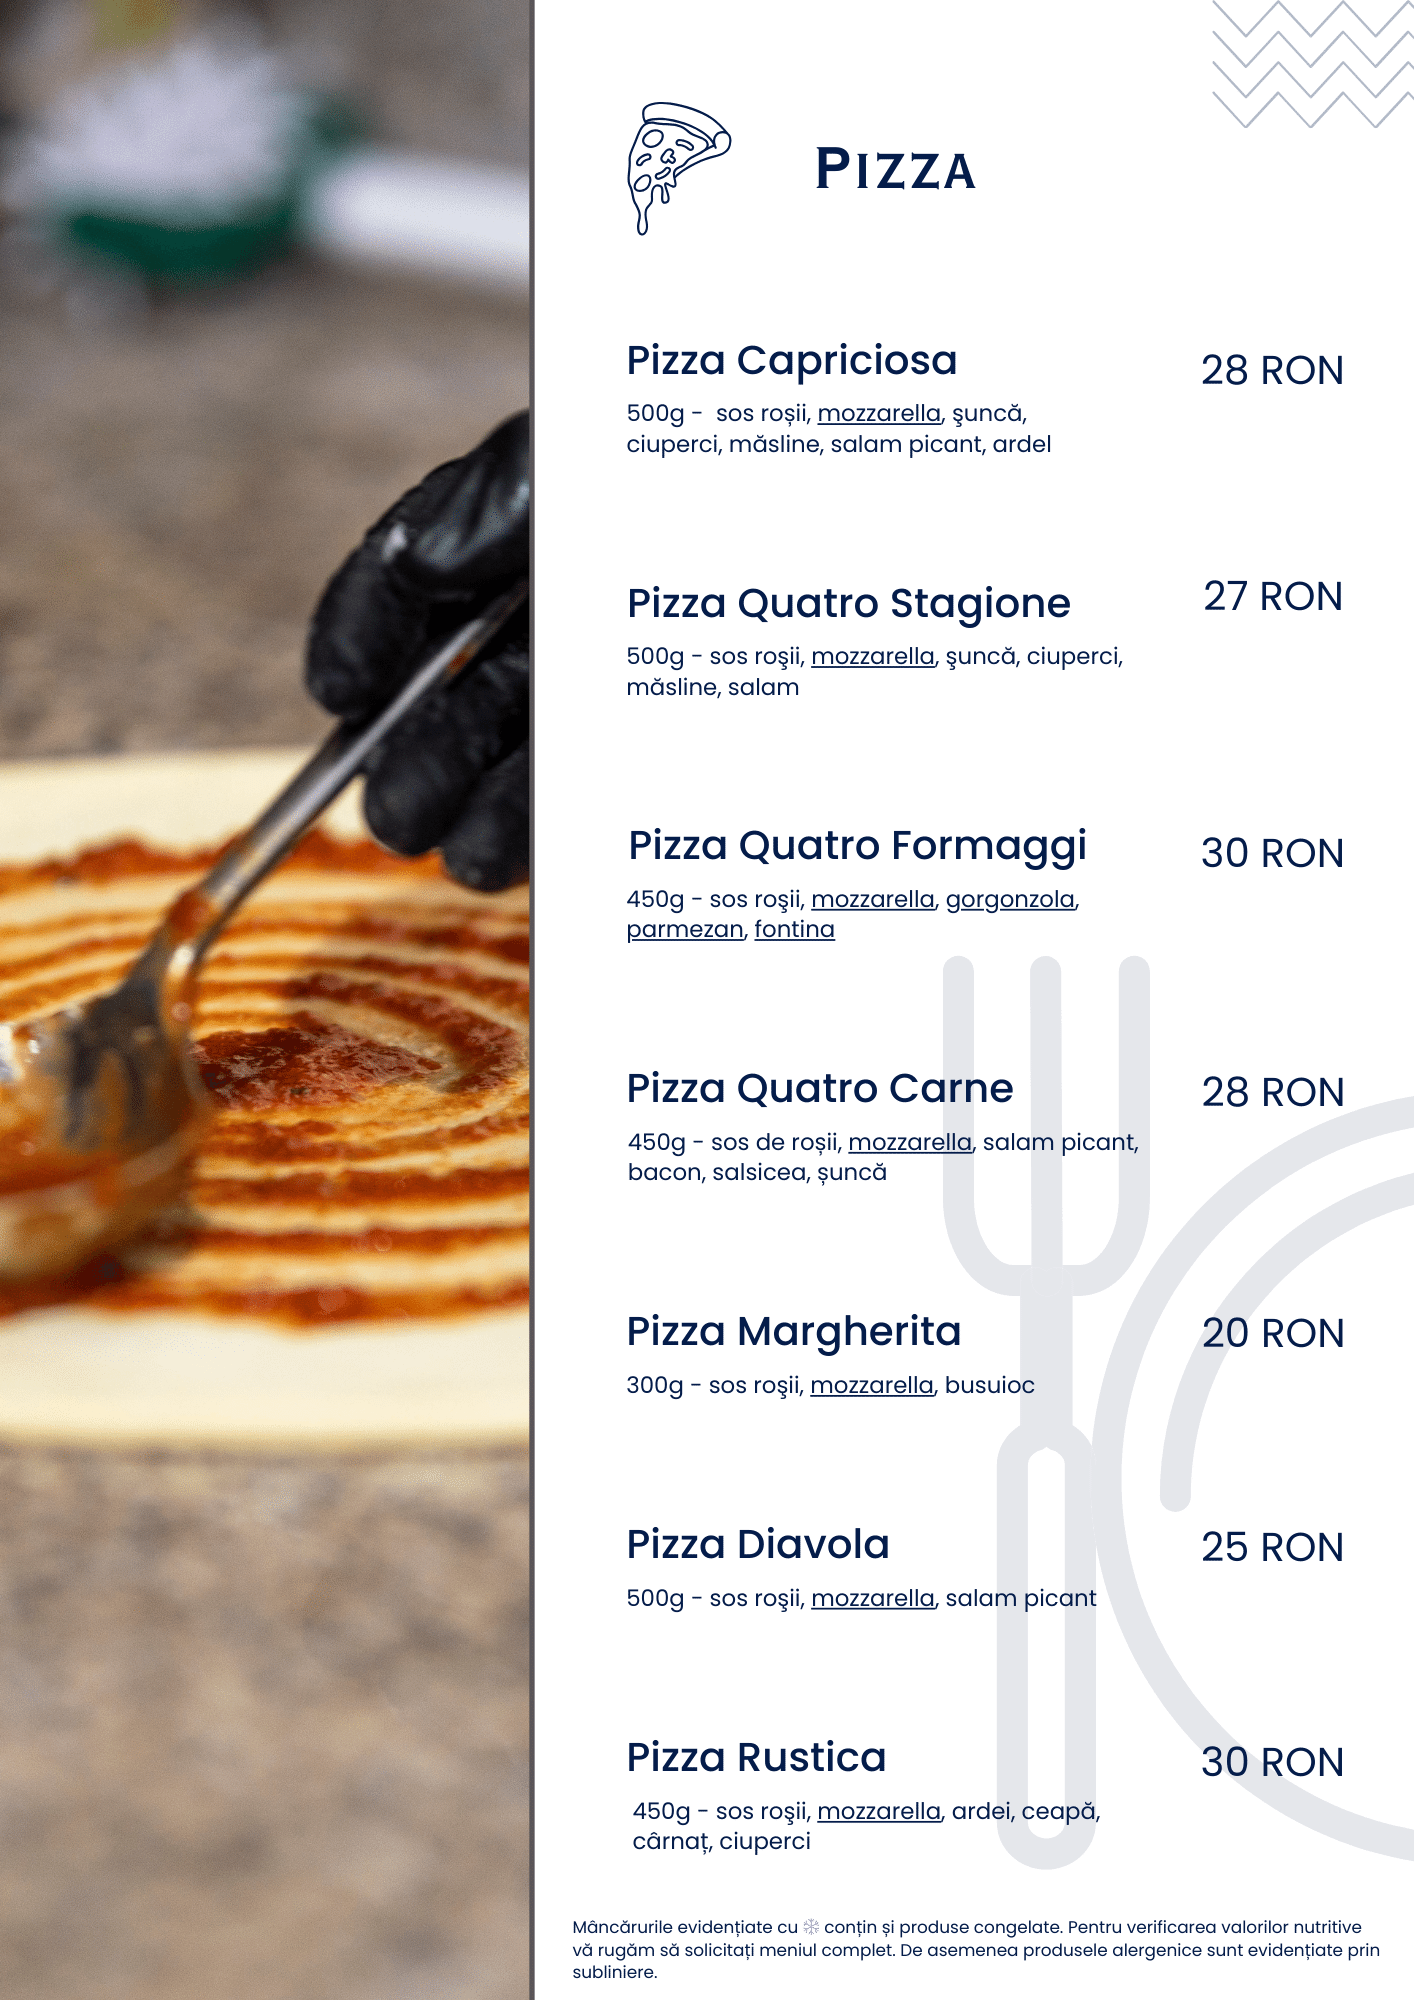 PIZZA
Pizza Capriciosa
28 RON
500g -  sos roșii, mozzarella, şuncă,
ciuperci, măsline, salam picant, ardel
Pizza Quatro Stagione
27 RON
500g - sos roşii, mozzarella, şuncă, ciuperci,
măsline, salam
Pizza Quatro Formaggi
30 RON
450g - sos roşii, mozzarella, gorgonzola,
parmezan, fontina
Pizza Quatro Carne
28 RON
450g - sos de roșii, mozzarella, salam picant,
bacon, salsicea, șuncă
Pizza Margherita
20 RON
300g - sos roşii, mozzarella, busuioc
Pizza Diavola
25 RON
500g - sos roşii, mozzarella, salam picant
Pizza Rustica
30 RON
450g - sos roşii, mozzarella, ardei, ceapă,
cârnaț, ciuperci
Mâncărurile evidențiate cu ❄ conțin și produse congelate. Pentru verificarea valorilor nutritive
vă rugăm să solicitați meniul complet. De asemenea produsele alergenice sunt evidențiate prin
subliniere.